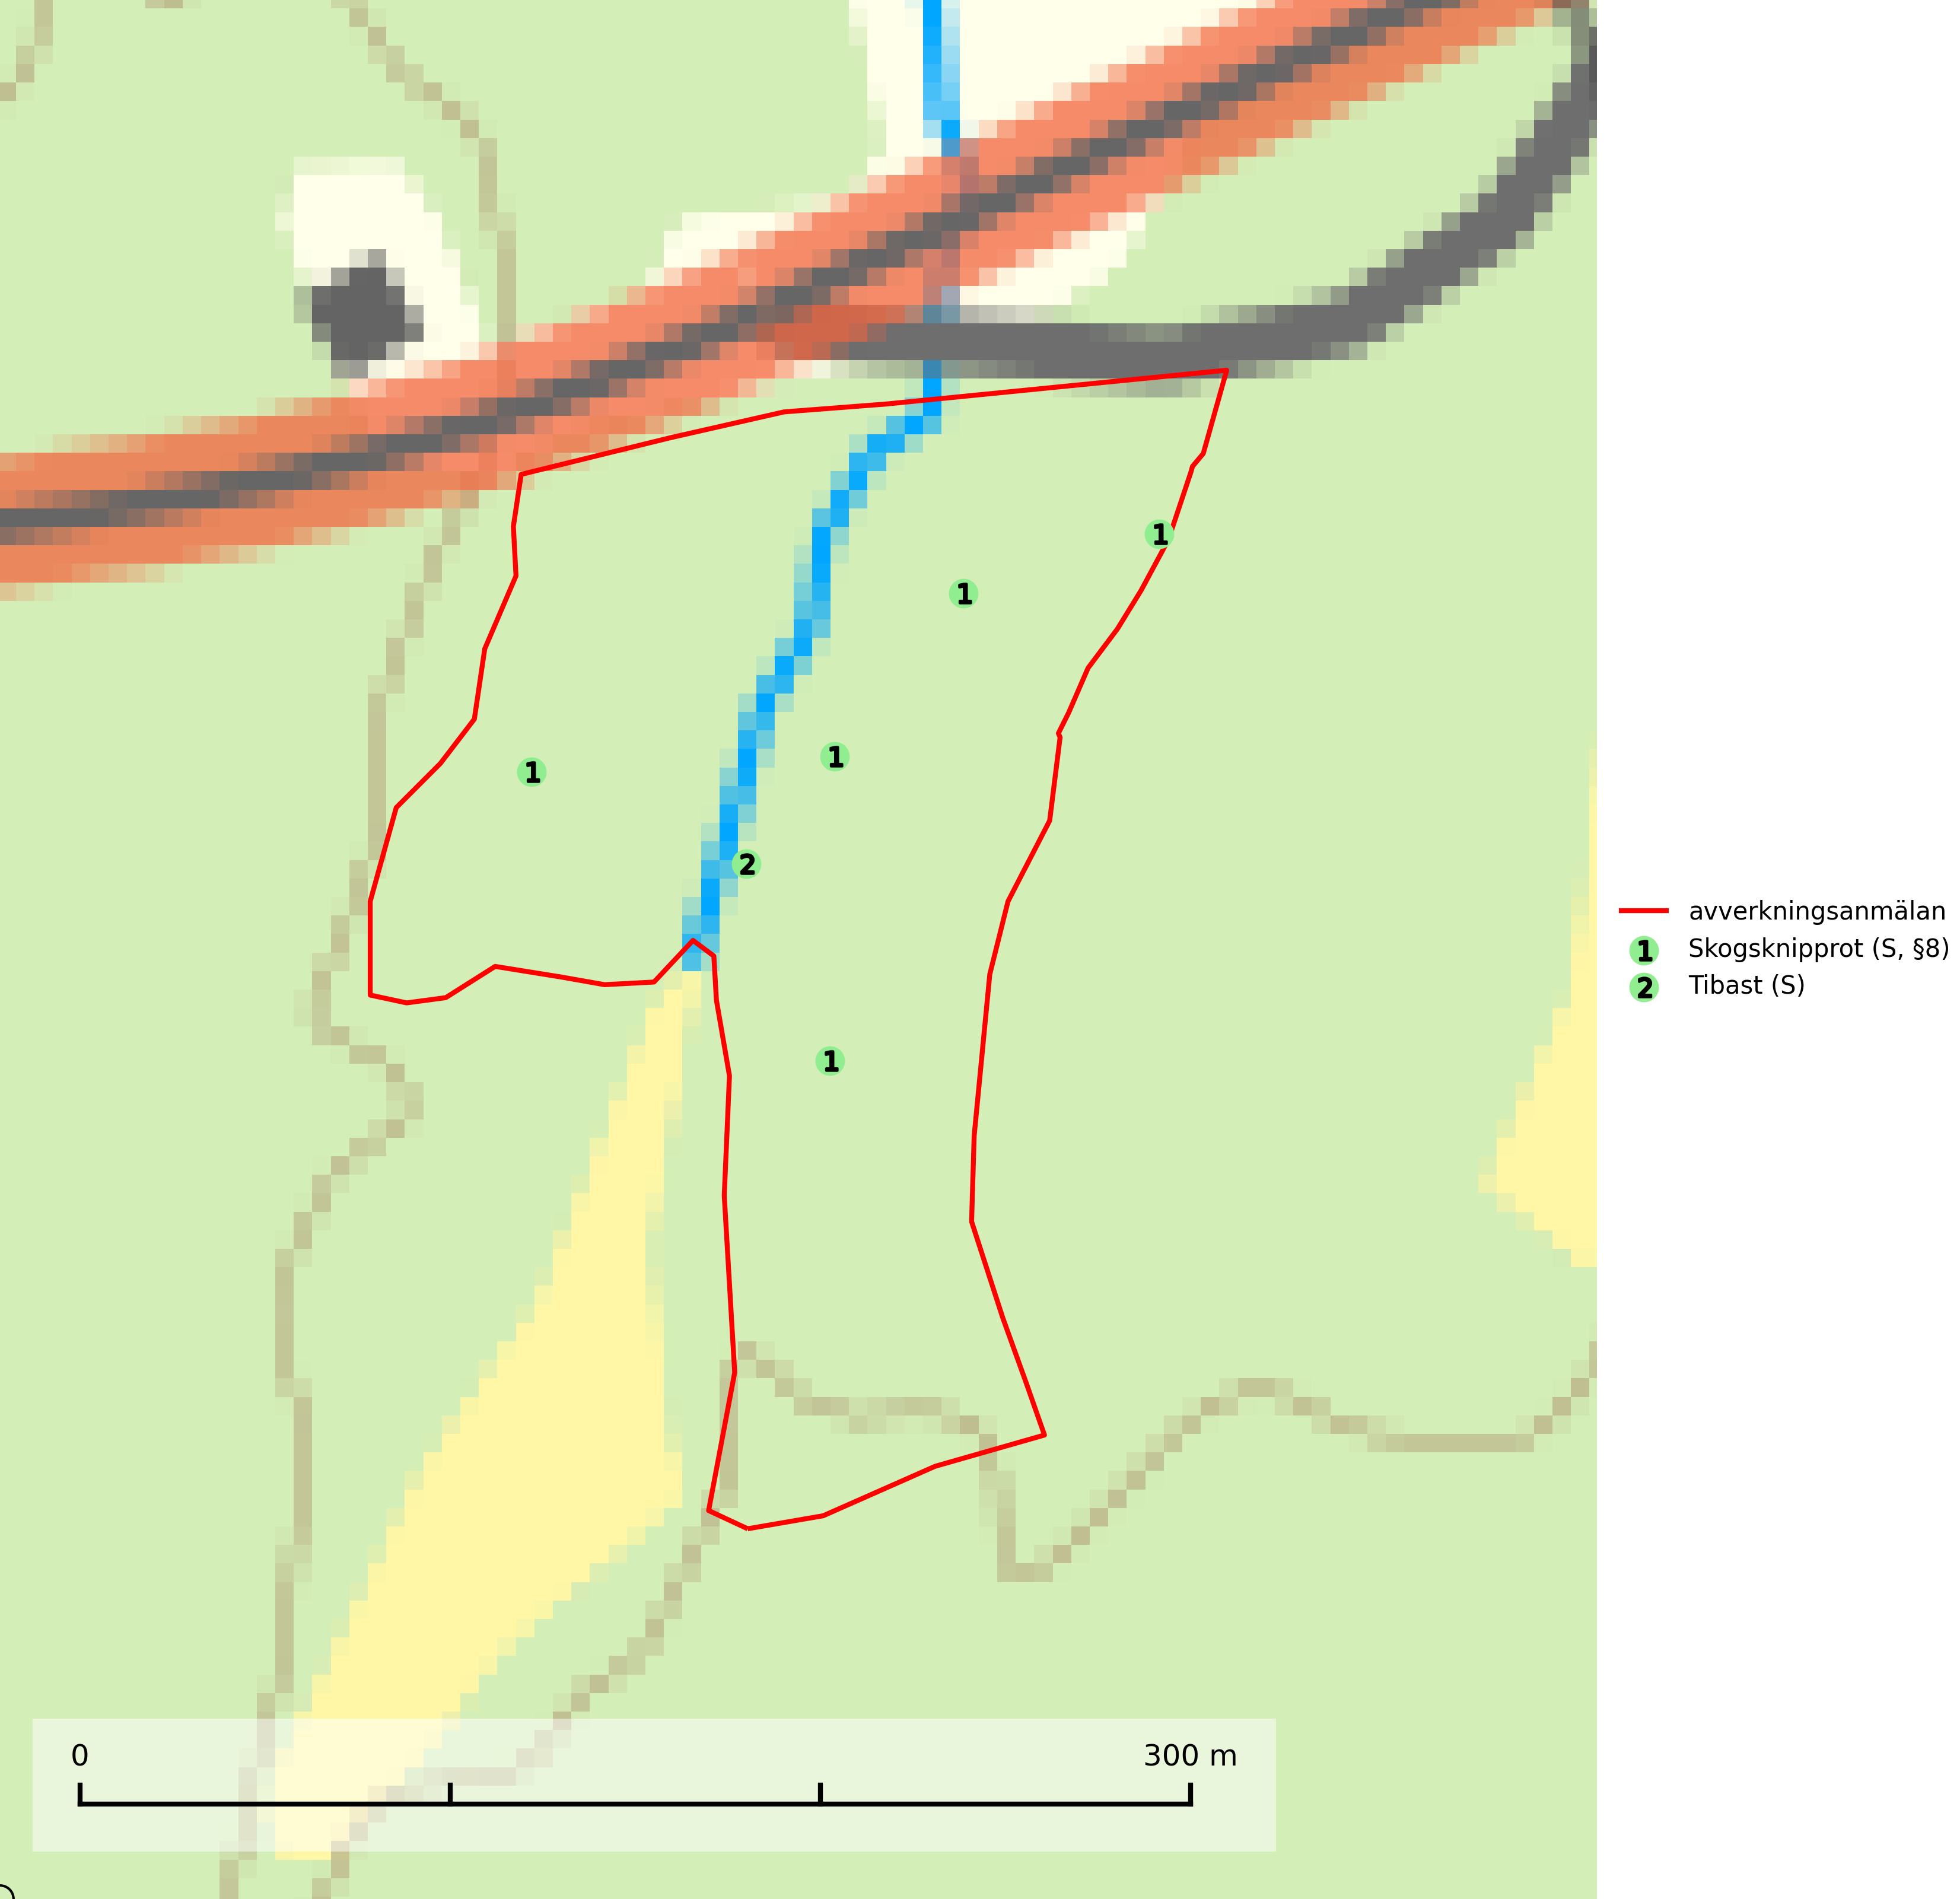 1
1
1
1
2
1
avverkningsanmälan
1 Skogsknipprot (S, §8)
2 Tibast (S)
0 300 m